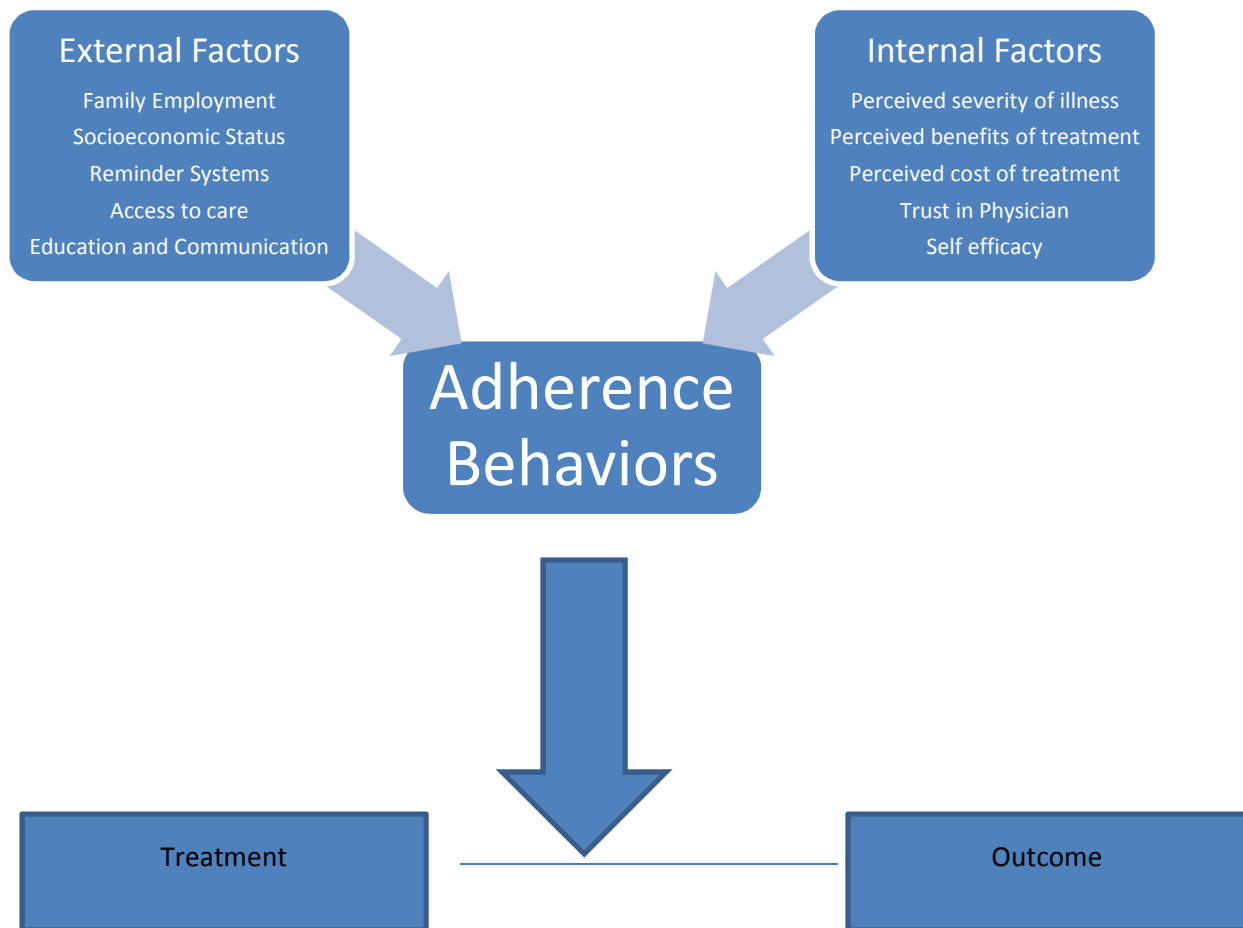 External Factors
Family Employment
Socioeconomic Status
Reminder Systems
Access to care
Education and Communication
Internal Factors
Perceived severity of illness
Perceived benefits of treatment
Perceived cost of treatment
Trust in Physician
Self efficacy
Adherence
Behaviors
Treatment
Outcome